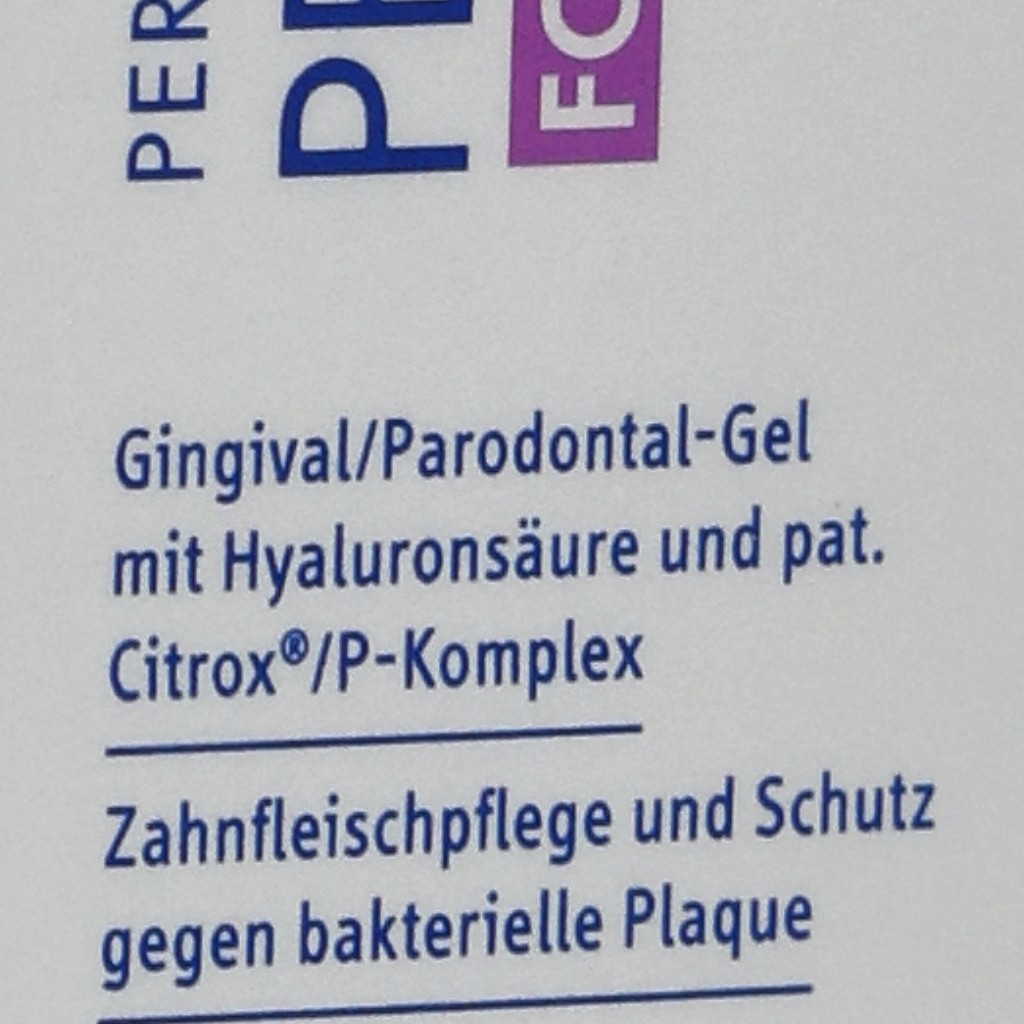 Gingival/Parodontal-Gel
mit Hyaluronsäure und pat.
Citrox®/P-Komplex
Zahnfleischpflege und Schutz
gegen bakterielle Plaque